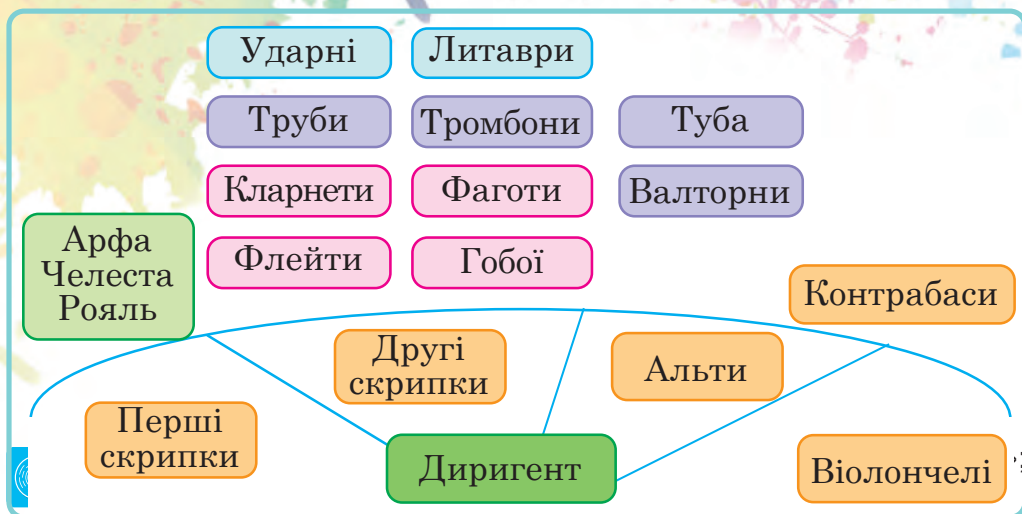 Ударні
Литаври
Труби
Тромбони
Туба
Кларнети
Фаготи
Валторни
Арфа
Челеста
Рояль
Флейти
Гобої
Контрабаси
Другі
скрипки
Альти
Перші
скрипки
Диригент
Віолончелі